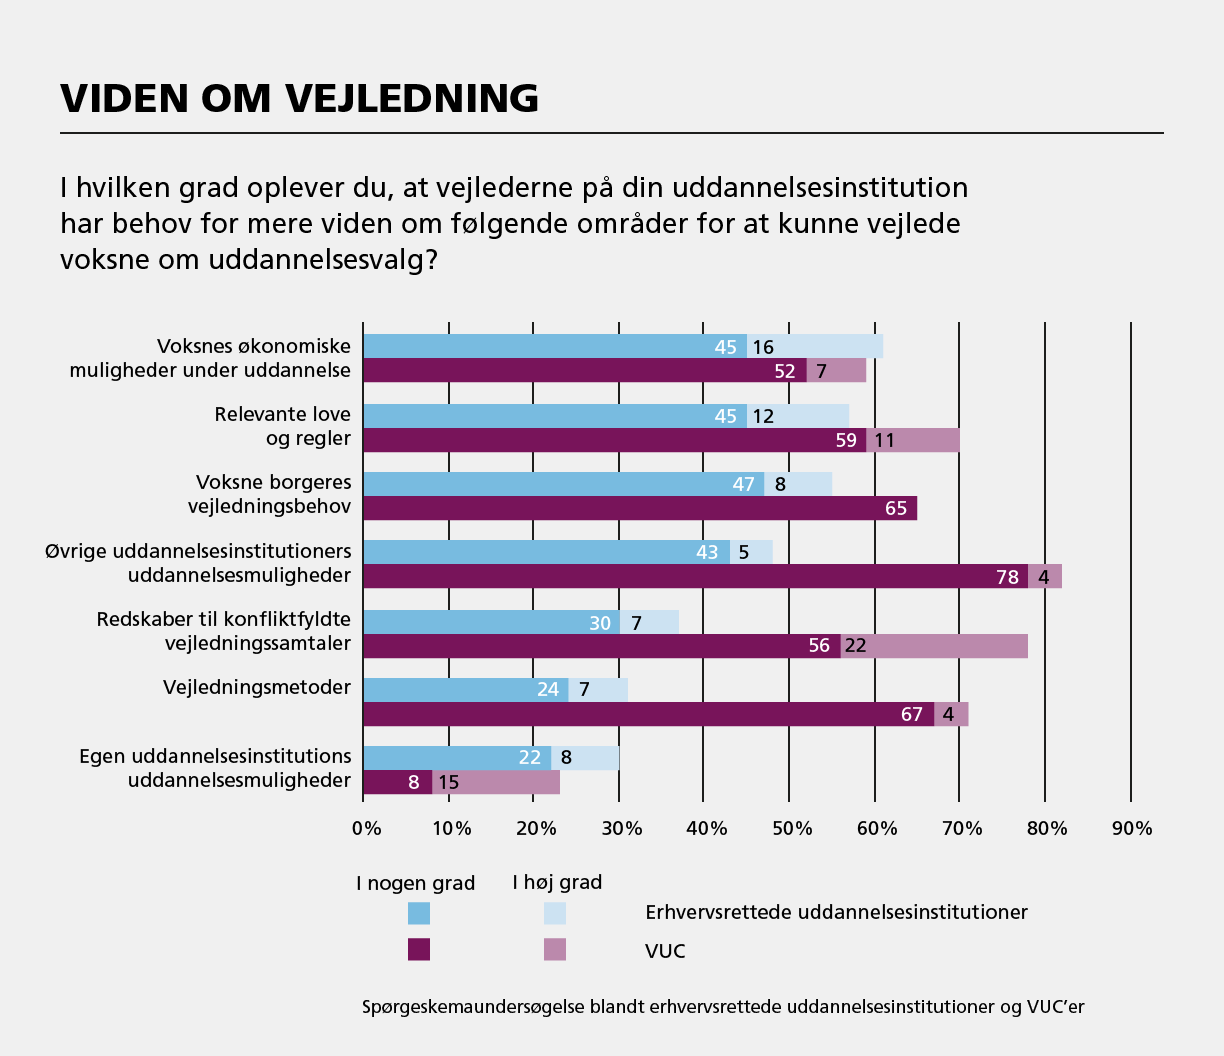 VIDEN OM VEJLEDNING
I hvilken grad oplever du, at vejlederne på din uddannelsesinstitution
har behov for mere viden om følgende områder for at kunne vejlede
voksne om uddannelsesvalg?
Voksnes økonomiske
muligheder under uddannelse
45 16
52 7
Relevante love
og regler
45 12
59 11
Voksne borgeres
vejledningsbehov
47 8
65
Øvrige uddannelsesinstitutioners
uddannelsesmuligheder
43 5
78 4
Redskaber til konfliktfyldte
vejledningssamtaler
30 7
56 22
Vejledningsmetoder
24 7
67 4
Egen uddannelsesinstitutions
uddannelsesmuligheder
22 8
8 15
0% 10% 20% 30% 40% 50% 60% 70% 80% 90%
I nogen grad I høj grad
Erhvervsrettede uddannelsesinstitutioner
VUC
Spørgeskemaundersøgelse blandt erhvervsrettede uddannelsesinstitutioner og VUC’er